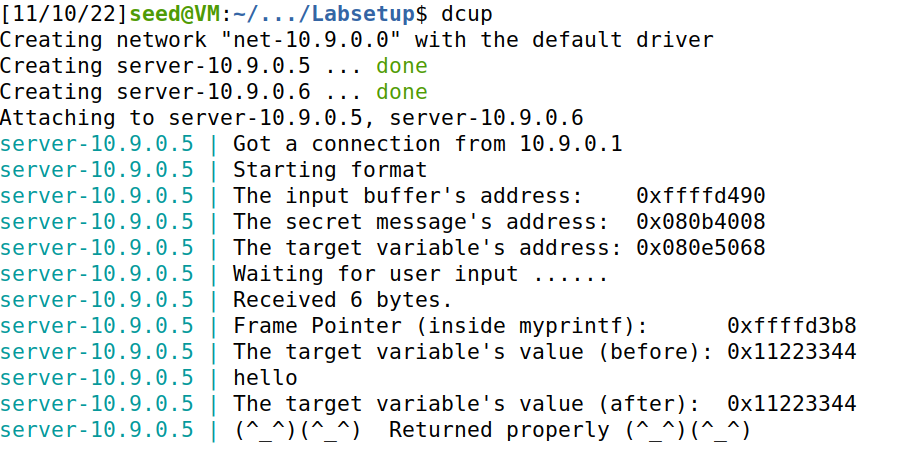 [11/10/22]seed@VM:~/.../Labsetup$ dcup
Creating network "net-10.9.0.0" with the default driver
Creating server-10.9.0.5 ... done
Creating server-10.9.0.6 ... done
Attaching to server-10.9.0.5, server-10.9.0.6
server-10.9.0.5 | Got a connection from 10.9.0.1
server-10.9.0.5 | Starting format
server-10.9.0.5 | The input buffer's address:    0xffffd490
server-10.9.0.5 | The secret message's address:  0x080b4008
server-10.9.0.5 | The target variable's address: 0x080e5068
server-10.9.0.5 | Waiting for user input ......
server-10.9.0.5 | Received 6 bytes.
server-10.9.0.5 | Frame Pointer (inside myprintf):      0xffffd3b8
server-10.9.0.5 | The target variable's value (before): 0x11223344
server-10.9.0.5 | hello
server-10.9.0.5 | The target variable's value (after):  0x11223344
server-10.9.0.5 | (^_^)(^_^)  Returned properly (^_^)(^_^)